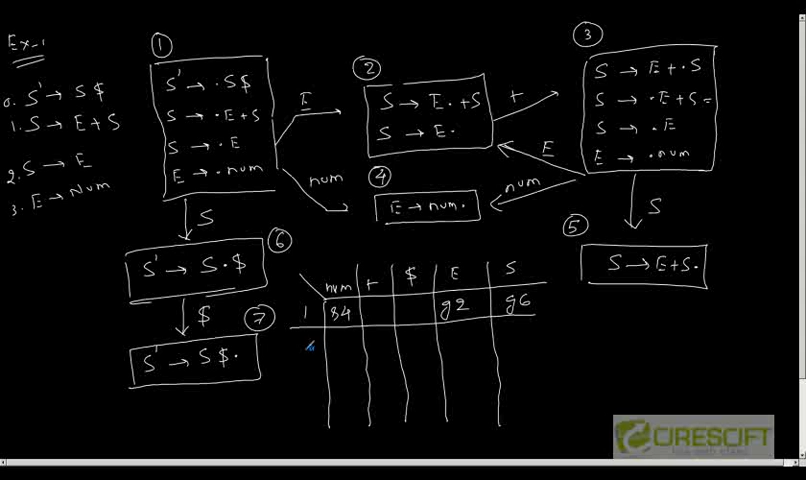 Ex-1
0. S' → S$
1. S → E + S
2. S → E
3. E → Num
①
S' → ·S$
S → ·E+S
S → ·E
E → ·num
E
num
S
②
S → E· +S
S → E·
+
③
S → E+·S
S → ·E+S
S → ·E
E → ·num
E
num
S
④
E → num·
⑤
S → E+S·
⑥
S' → S·$
$
⑦
S' → S$·
num + $ E S
1 s4 g2 g6
CIRESCIFT